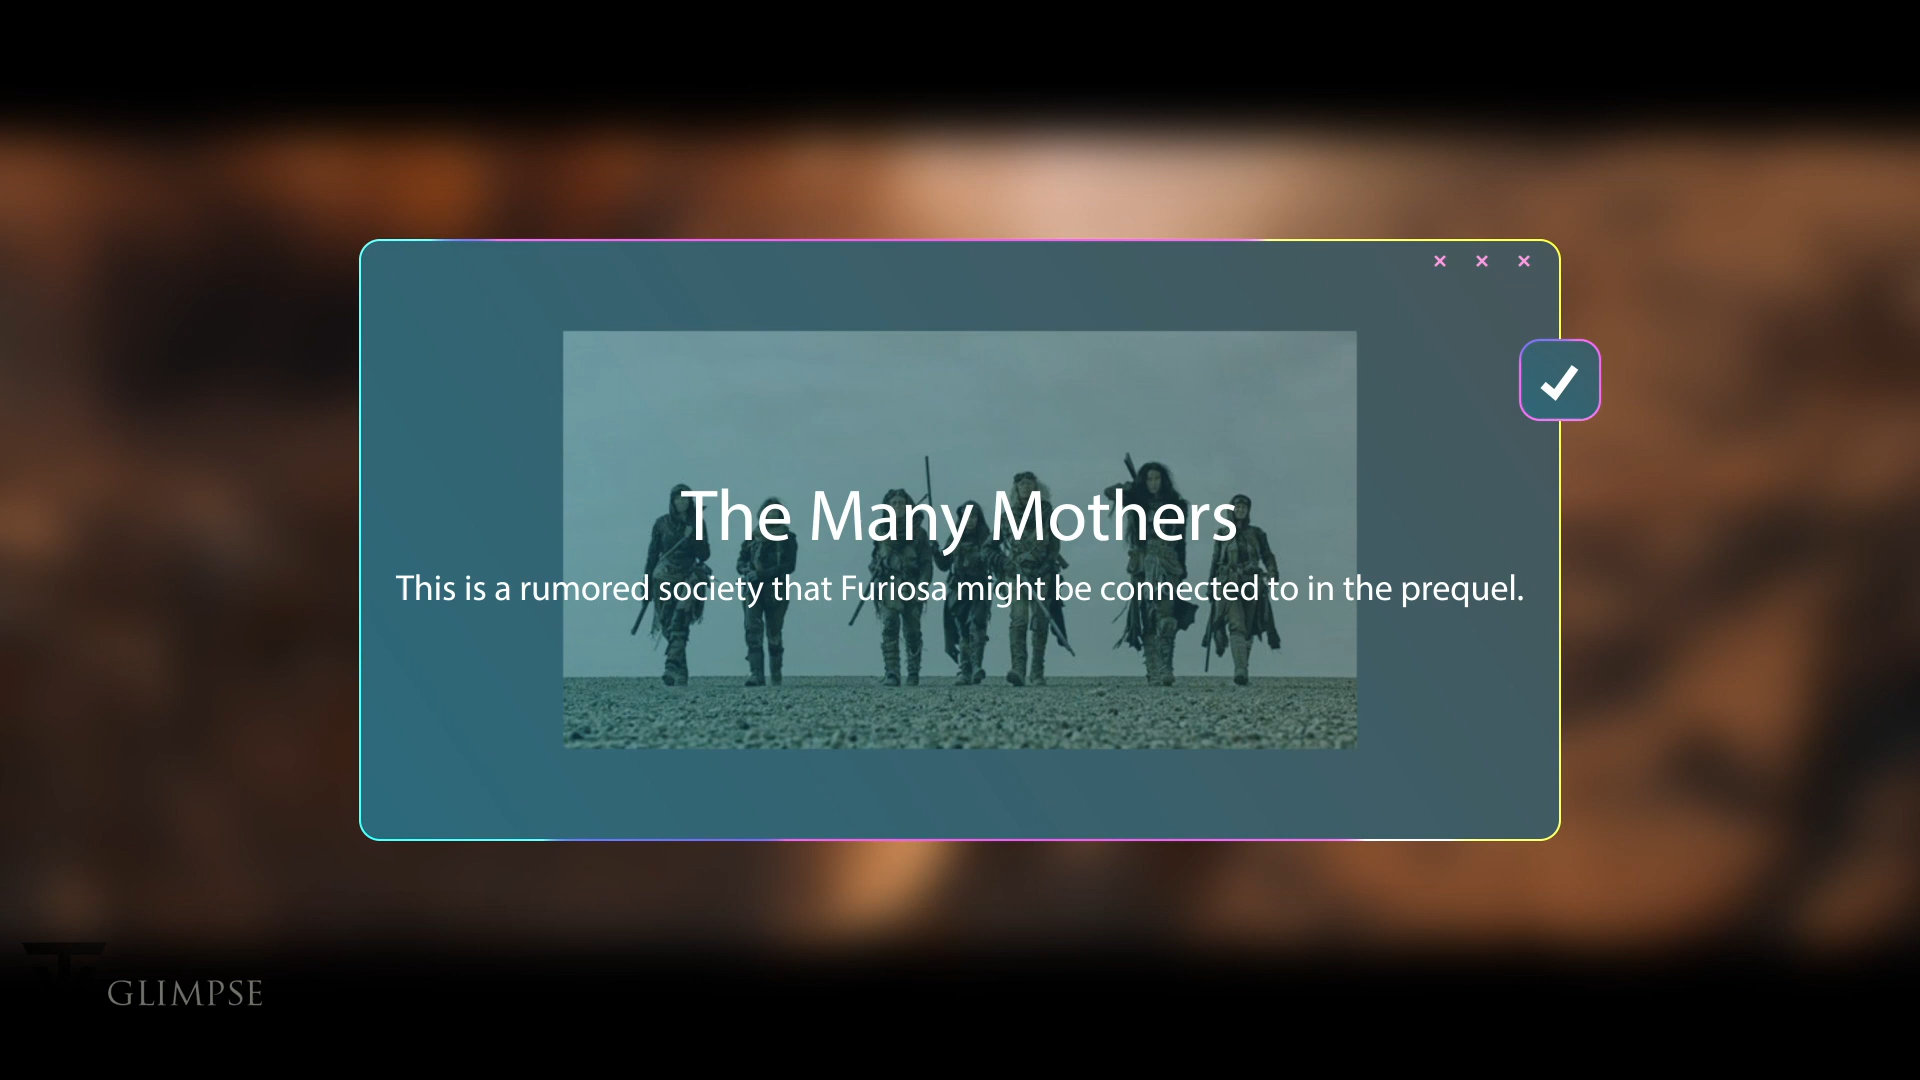 The Many Mothers
This is a rumored society that Furiosa might be connected to in the prequel.
GLIMPSE